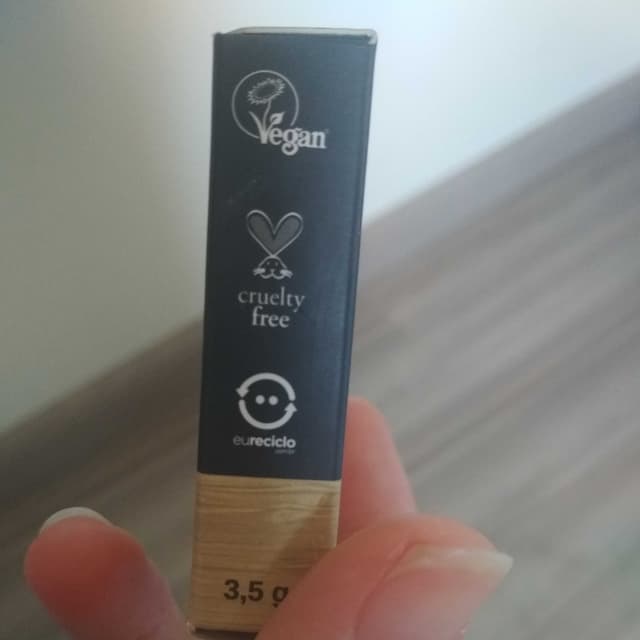 Vegan
cruelty
free
eureciclo
3,5 g